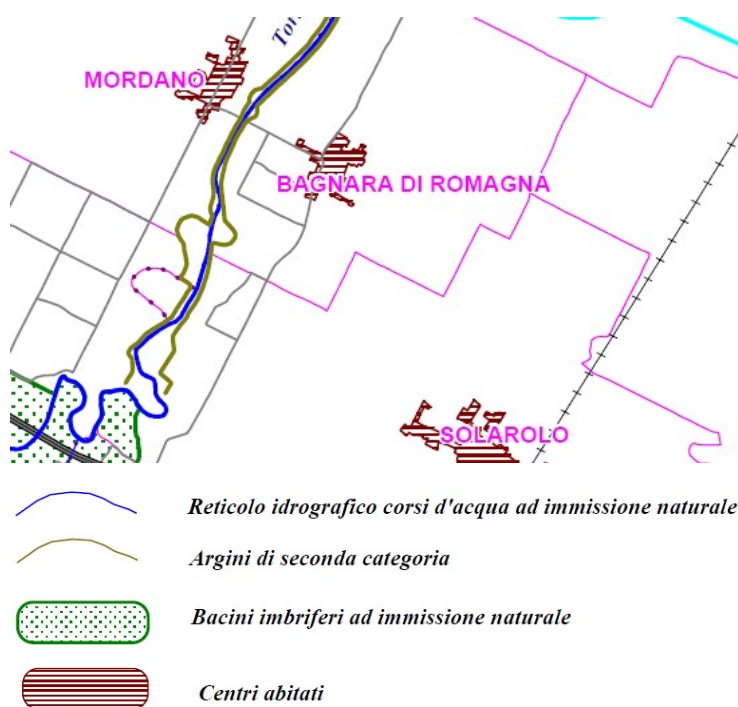 MORDANO
BAGNARA DI ROMAGNA
SOLAROLO
Reticolo idrografico corsi d'acqua ad immissione naturale
Argini di seconda categoria
Bacini imbriferi ad immissione naturale
Centri abitati